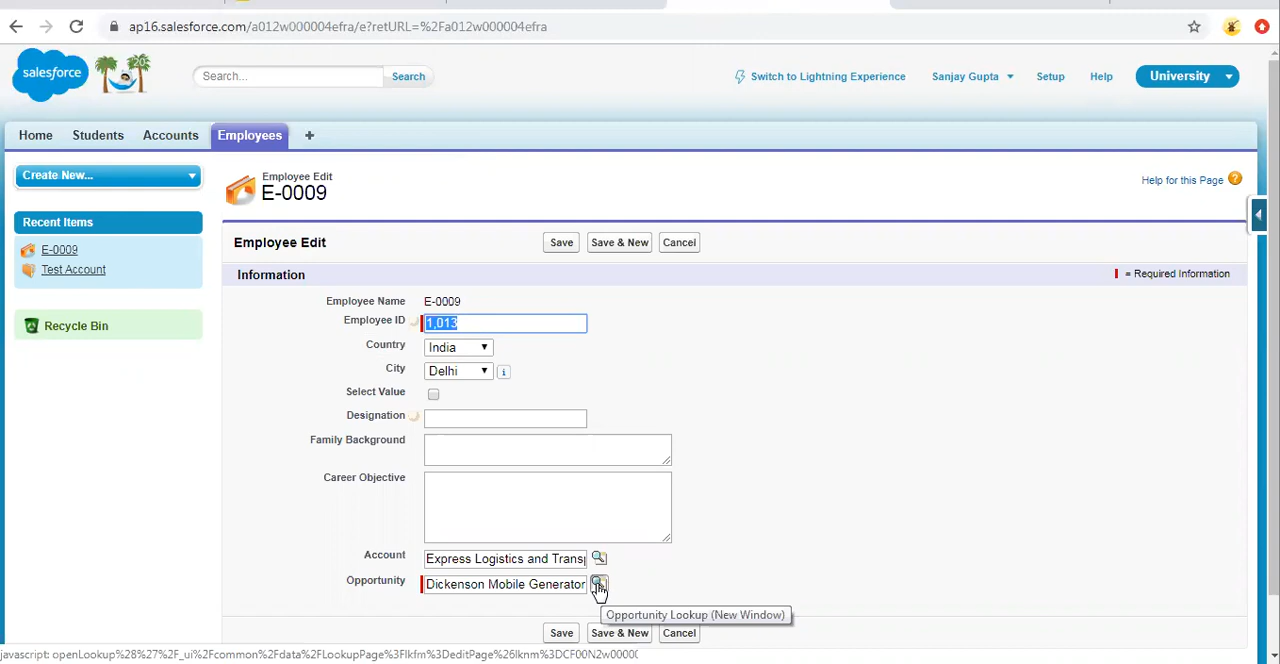 ap16.salesforce.com/a012w000004efra/e?retURL=%2Fa012w000004efra
salesforce
Search...
Search
Switch to Lightning Experience
Sanjay Gupta
Setup
Help
University
Home
Students
Accounts
Employees
+
Create New...
Recent Items
E-0009
Test Account
Recycle Bin
Employee Edit
E-0009
Help for this Page
Employee Edit
Save
Save & New
Cancel
Information
= Required Information
Employee Name E-0009
Employee ID 1,013
Country India
City Delhi
Select Value
Designation
Family Background
Career Objective
Account Express Logistics and Transp
Opportunity Dickenson Mobile Generator
Opportunity Lookup (New Window)
Save
Save & New
Cancel
javascript: openLookup%28%27%2F_ui%2Fcommon%2Fdata%2FLookupPage%3Flkfm%3DeditPage%26lknm%3DCF00N2w00000